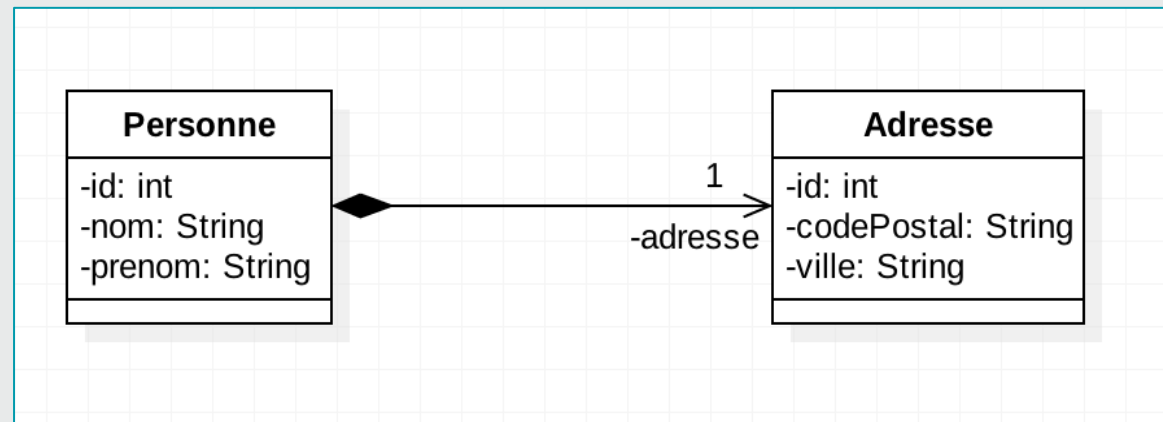 Personne
-id: int
-nom: String
-prenom: String
1
-adresse
Adresse
-id: int
-codePostal: String
-ville: String